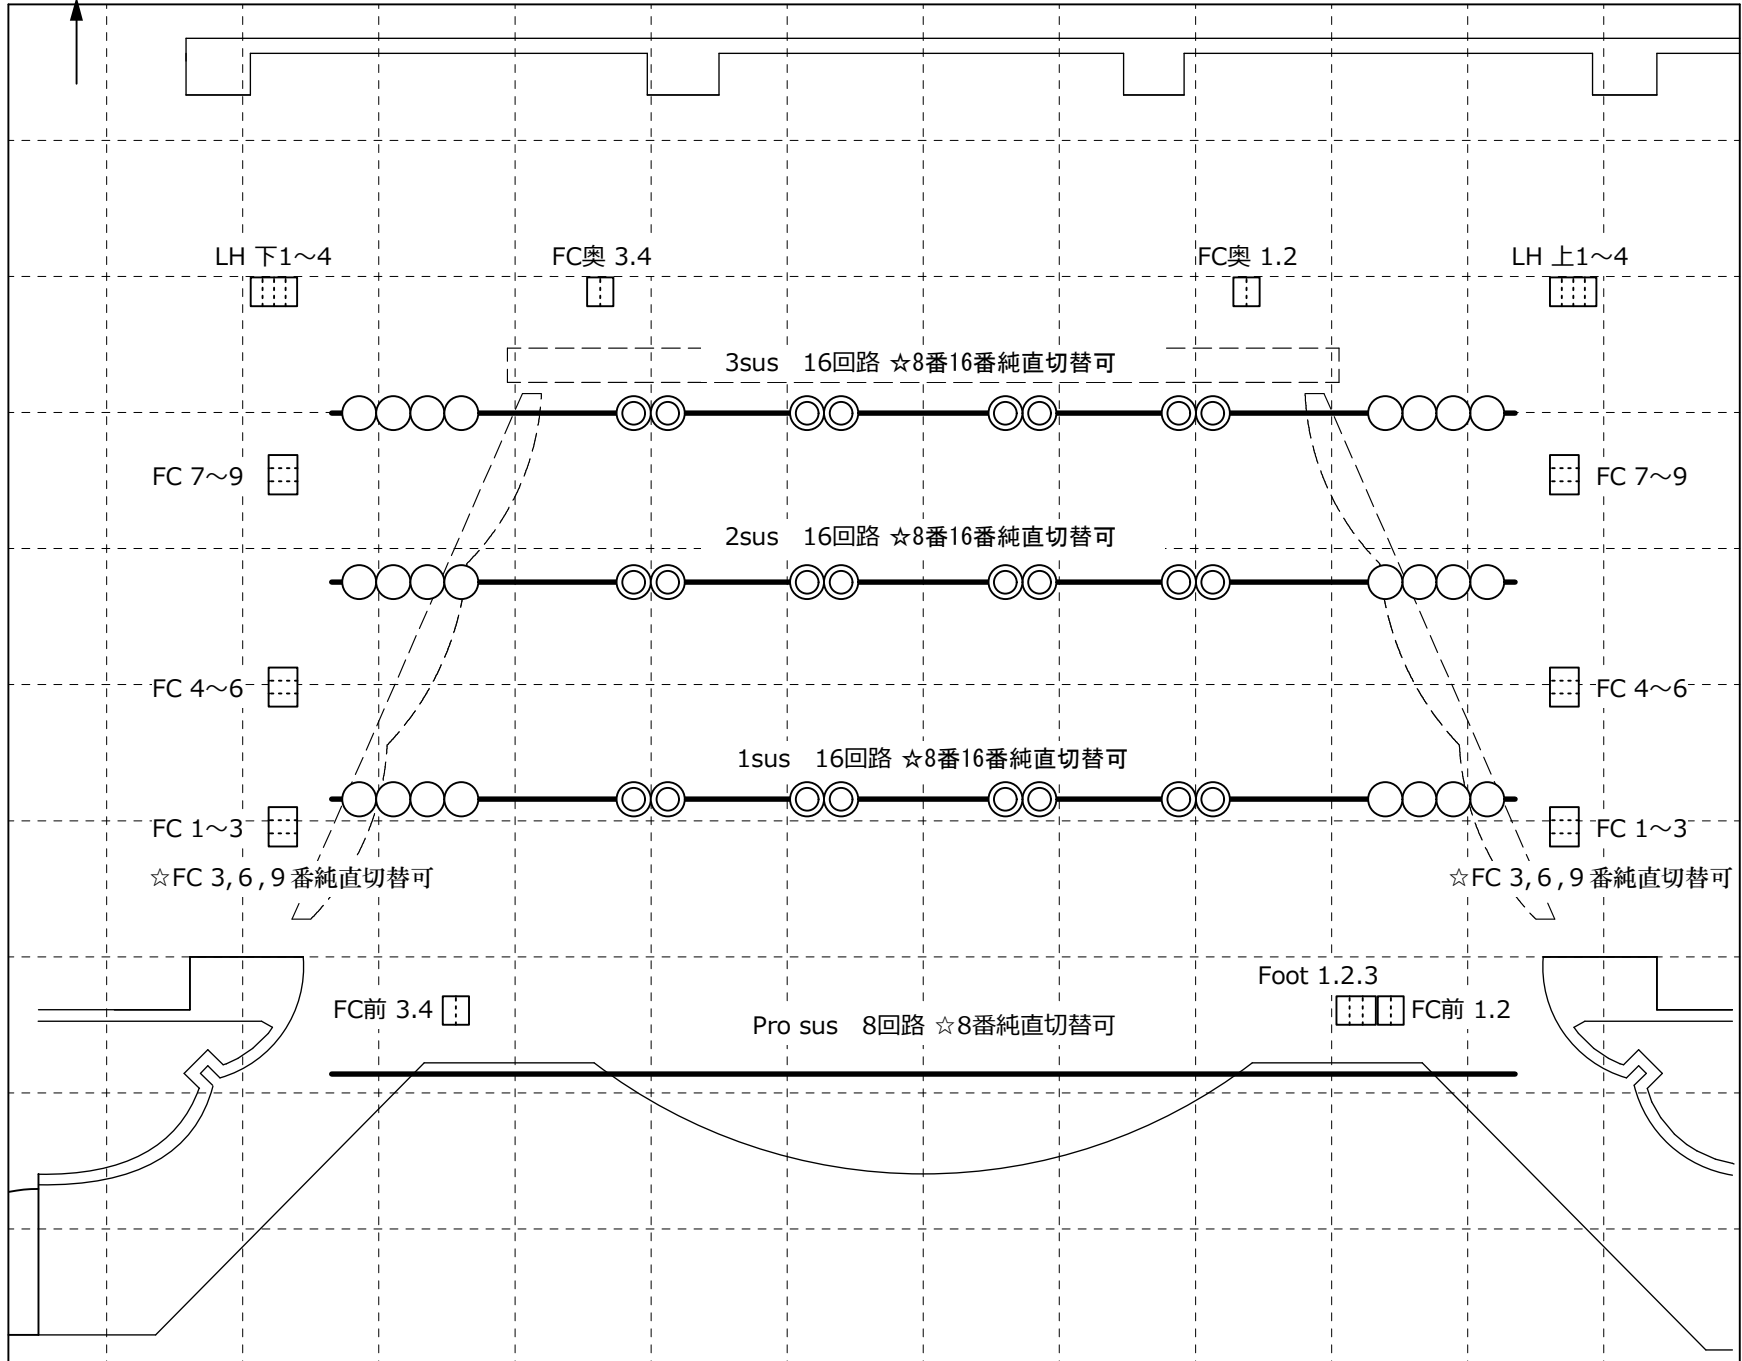 LH 下1～4
FC奥 3.4
FC奥 1.2
LH 上1～4
3sus 16回路 ☆8番16番純直切替可
FC 7～9
FC 7～9
2sus 16回路 ☆8番16番純直切替可
FC 4～6
FC 4～6
1sus 16回路 ☆8番16番純直切替可
FC 1～3
FC 1～3
☆FC 3,6,9番純直切替可
☆FC 3,6,9番純直切替可
Foot 1.2.3
FC前 3.4
FC前 1.2
Pro sus 8回路 ☆8番純直切替可